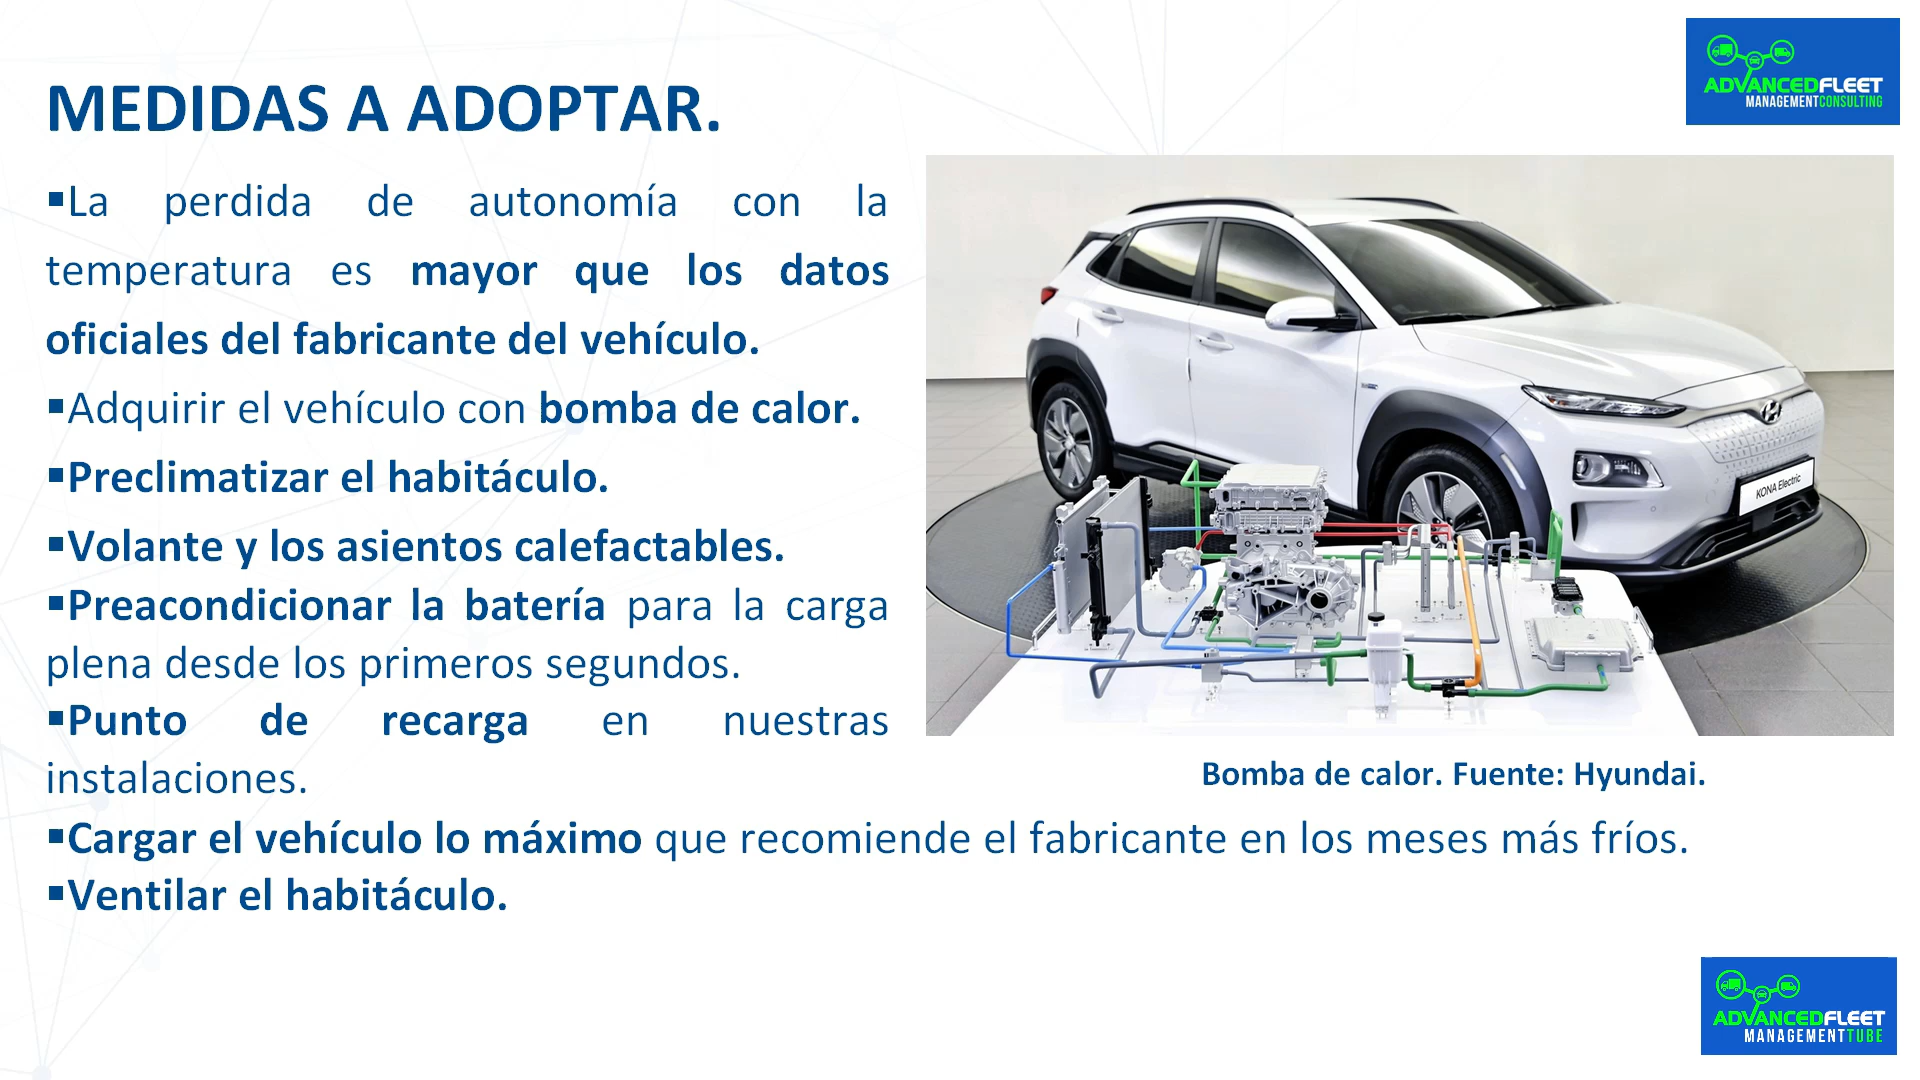 ADVANCEDFLEET
MANAGEMENTCONSULTING
MEDIDAS A ADOPTAR.
▪La perdida de autonomía con la
temperatura es mayor que los datos
oficiales del fabricante del vehículo.
▪Adquirir el vehículo con bomba de calor.
▪Preclimatizar el habitáculo.
▪Volante y los asientos calefactables.
▪Preacondicionar la batería para la carga
plena desde los primeros segundos.
▪Punto de recarga en nuestras
instalaciones.
KONA Electric
Bomba de calor. Fuente: Hyundai.
▪Cargar el vehículo lo máximo que recomiende el fabricante en los meses más fríos.
▪Ventilar el habitáculo.
ADVANCEDFLEET
MANAGEMENTTUBE